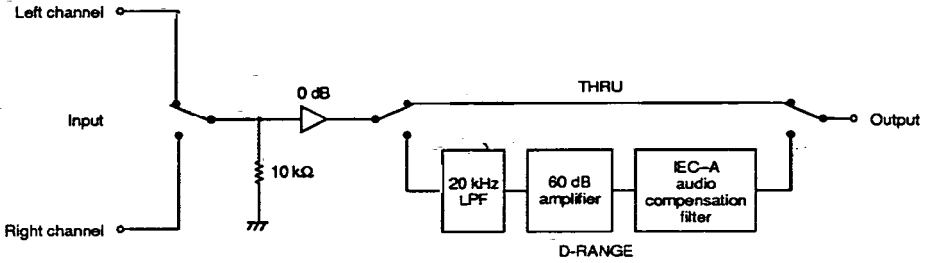 Left channel
0 dB
THRU
Input
Output
10 kΩ
20 kHz
LPF
60 dB
amplifier
IEC–A
audio
compensation
filter
Right channel
D-RANGE